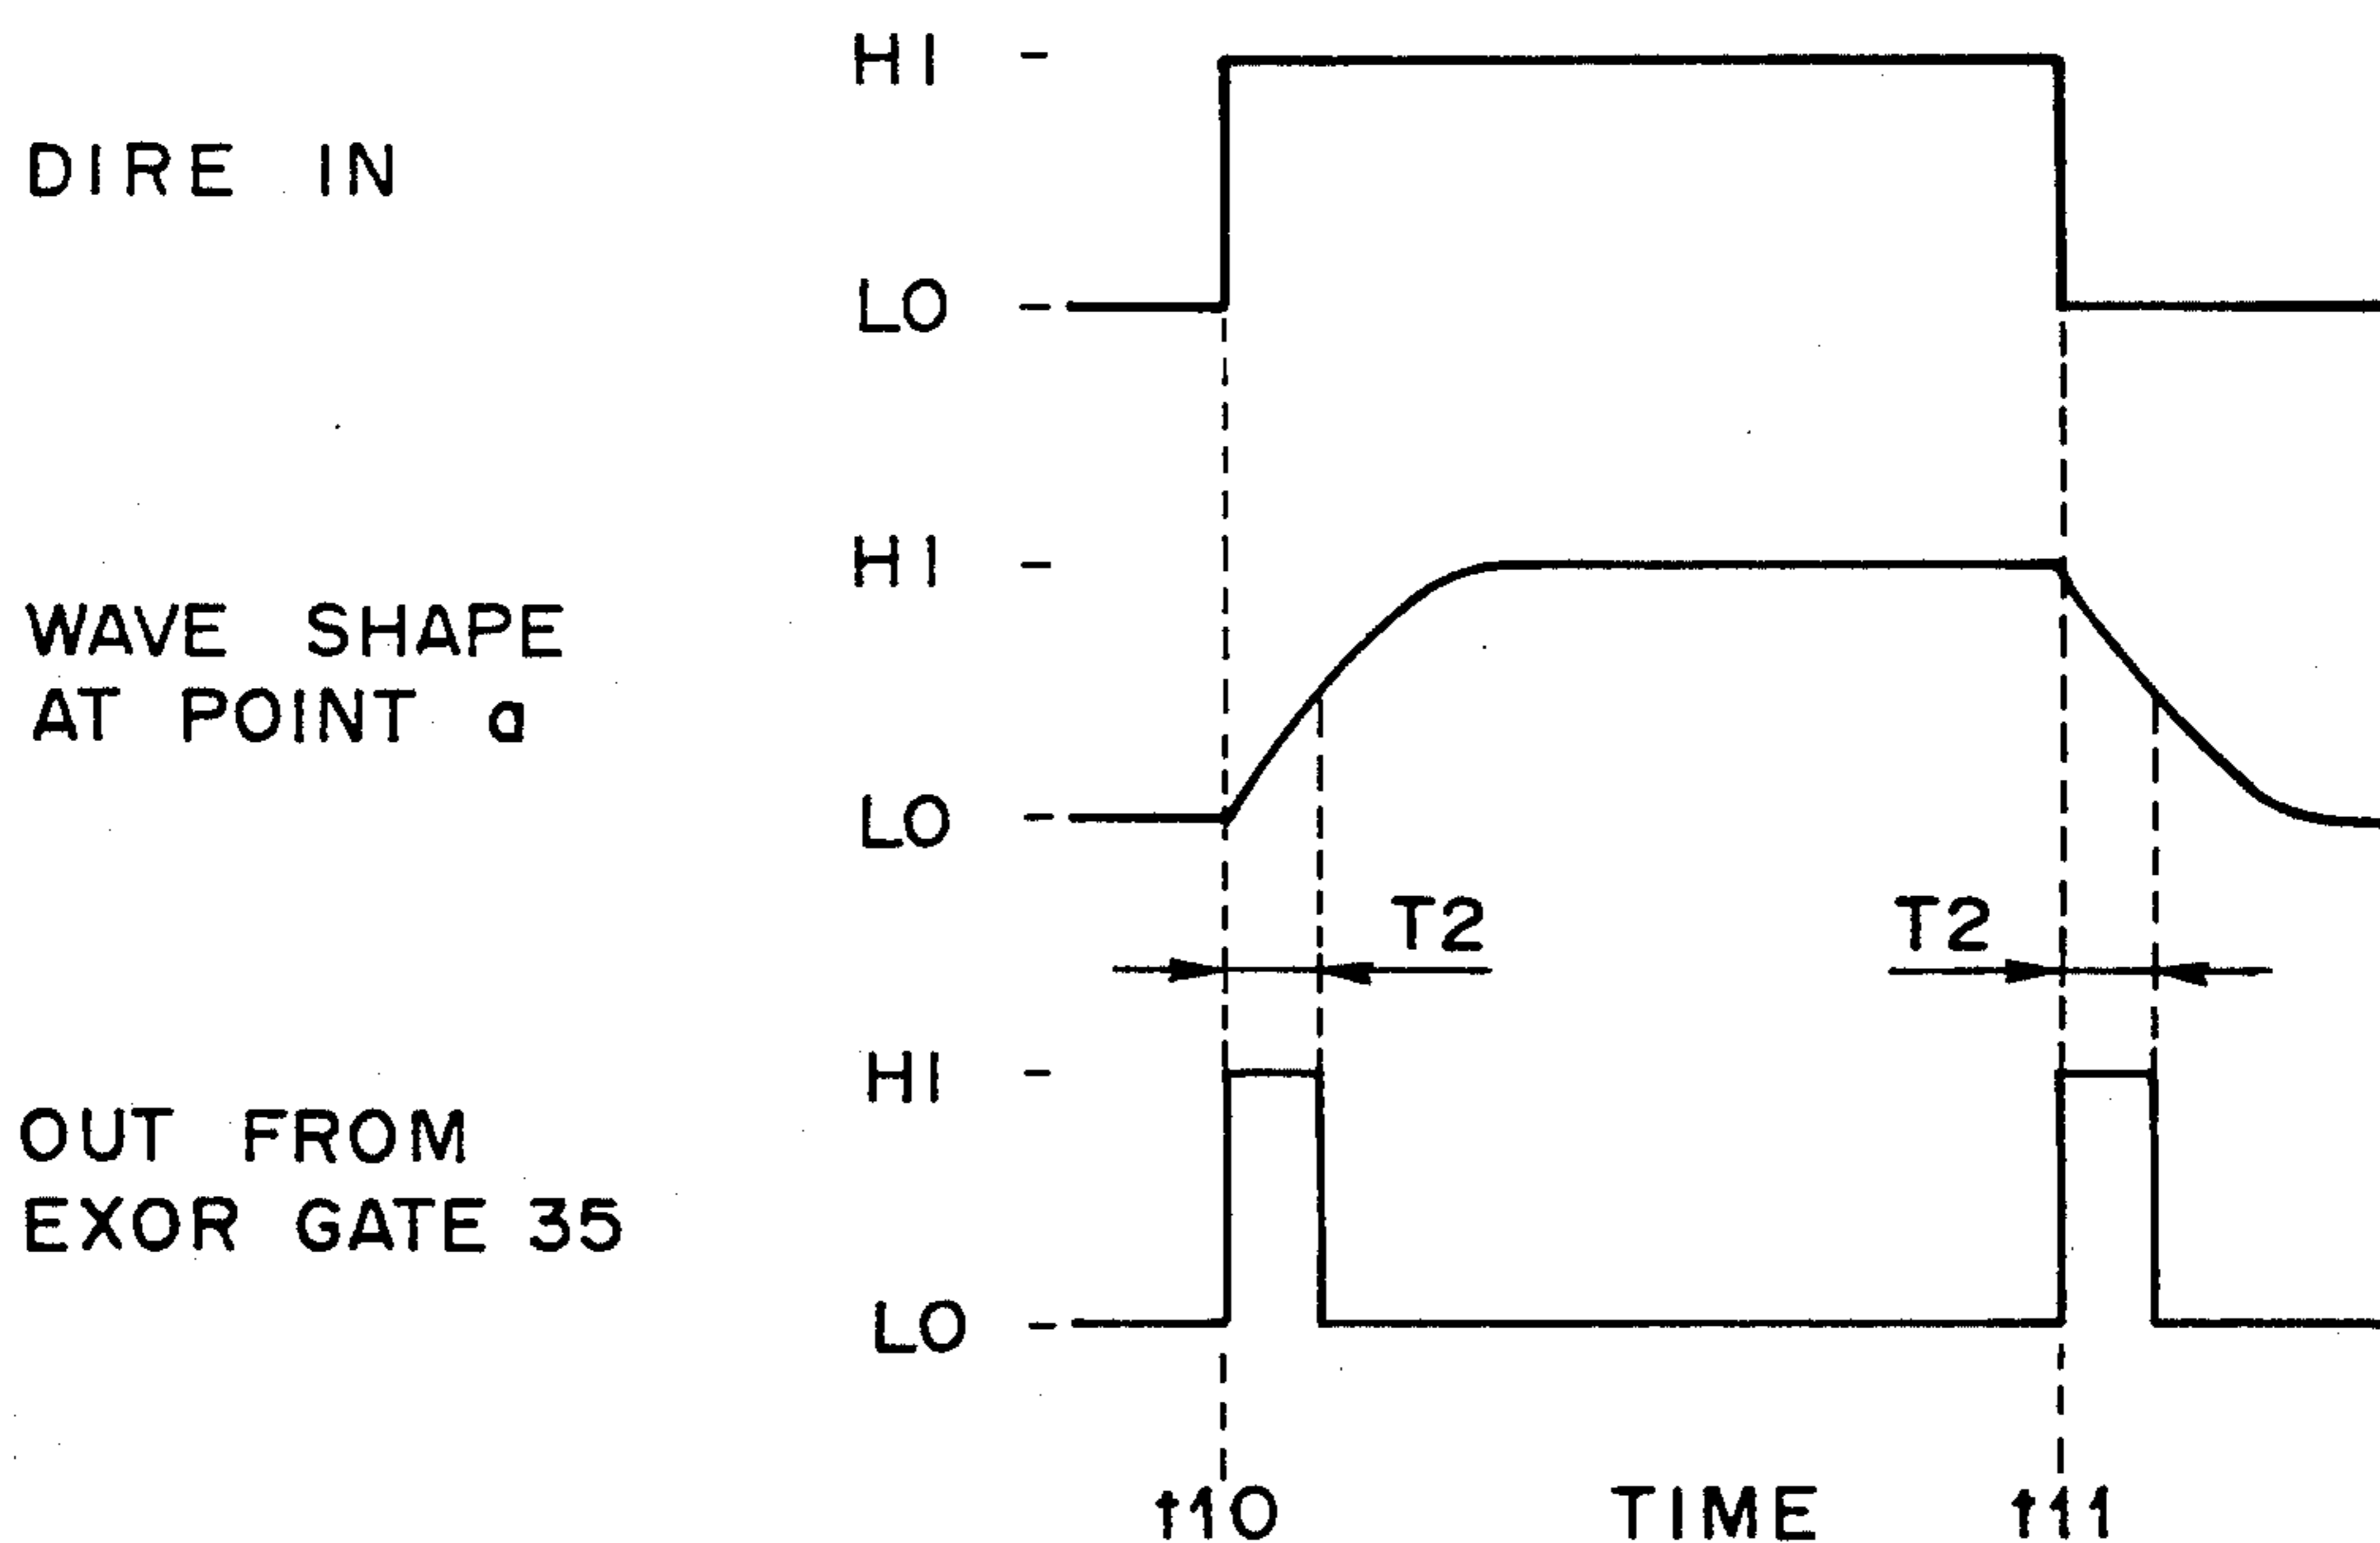 HI
DIRE IN
LO
HI
WAVE SHAPE
AT POINT a
LO
T2 T2
HI
OUT FROM
EXOR GATE 35
LO
t10 TIME t11